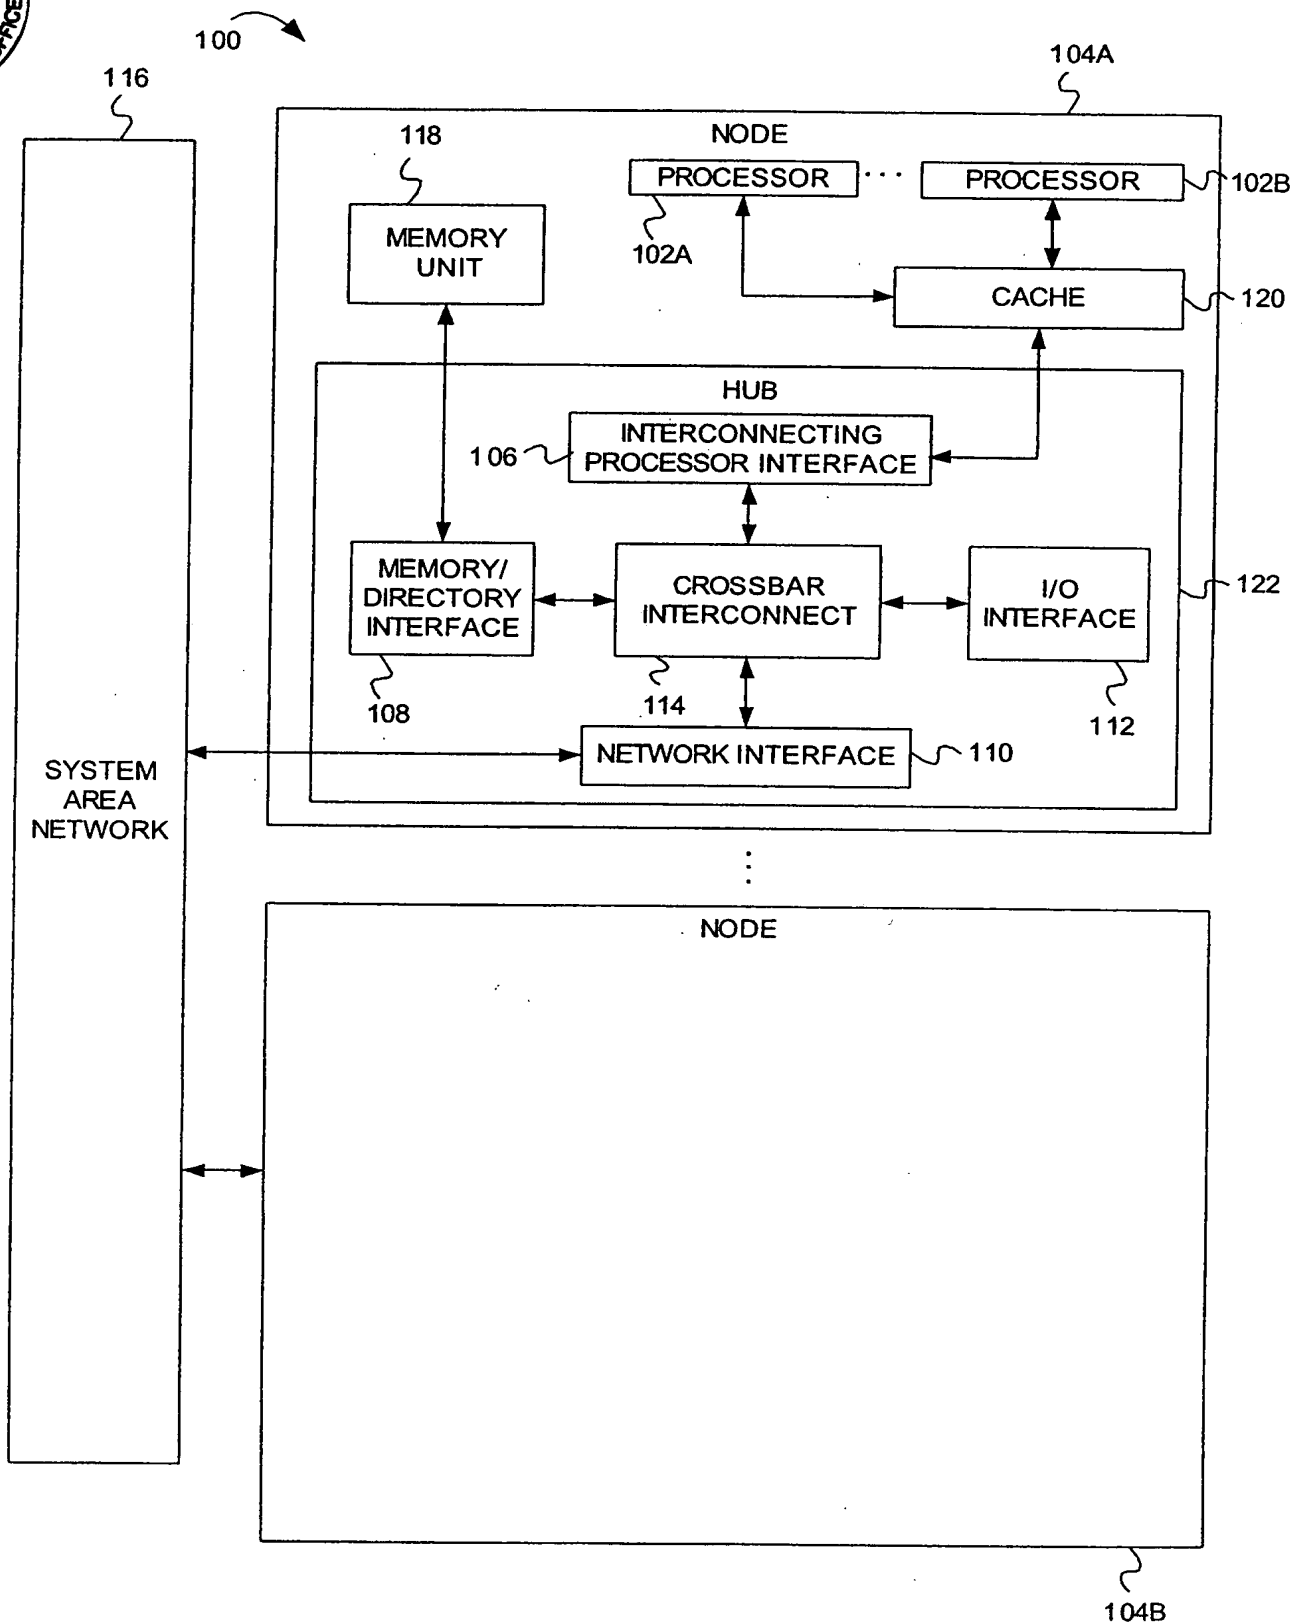 OFFICE
100
116
104A
NODE
118
PROCESSOR
...
PROCESSOR
102B
102A
MEMORY
UNIT
CACHE
120
HUB
INTERCONNECTING
PROCESSOR INTERFACE
106
MEMORY/
DIRECTORY
INTERFACE
CROSSBAR
INTERCONNECT
I/O
INTERFACE
122
108
114
112
NETWORK INTERFACE
110
SYSTEM
AREA
NETWORK
NODE
104B